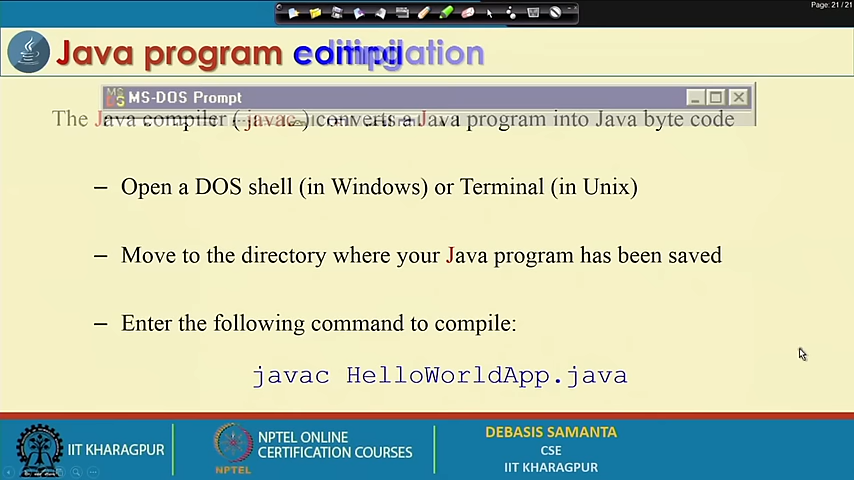 Page: 21 / 21
Java program
MS-DOS Prompt
The Java compiler ( javac ) converts a Java program into Java byte code
– Open a DOS shell (in Windows) or Terminal (in Unix)
– Move to the directory where your Java program has been saved
– Enter the following command to compile:
javac HelloWorldApp.java
IIT KHARAGPUR
NPTEL
NPTEL ONLINE
CERTIFICATION COURSES
DEBASIS SAMANTA
CSE
IIT KHARAGPUR